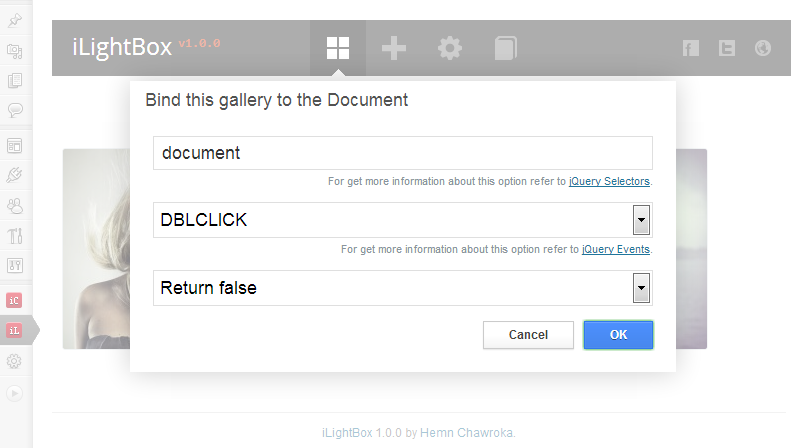 iLightBox v1.0.0
Bind this gallery to the Document
document
For get more information about this option refer to jQuery Selectors.
DBLCLICK
For get more information about this option refer to jQuery Events.
Return false
Cancel OK
iC
iL
iLightBox 1.0.0 by Hemn Chawroka.